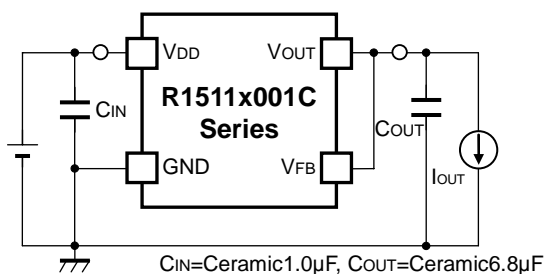 VDD
VOUT
R1511x001C
Series
CIN
COUT
GND
VFB
IOUT
CIN=Ceramic1.0µF, COUT=Ceramic6.8µF